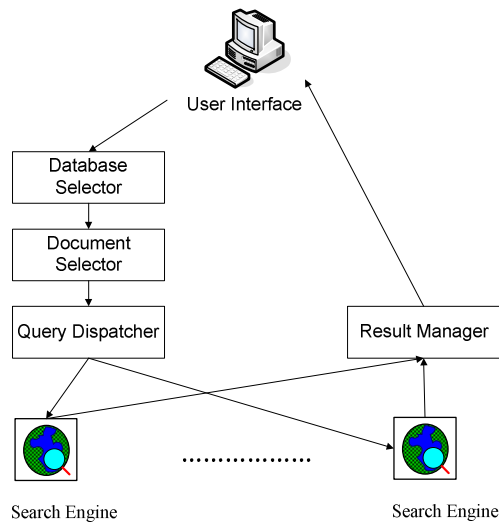 User Interface
Database
Selector
Document
Selector
Query Dispatcher
Result Manager
Search Engine
Search Engine